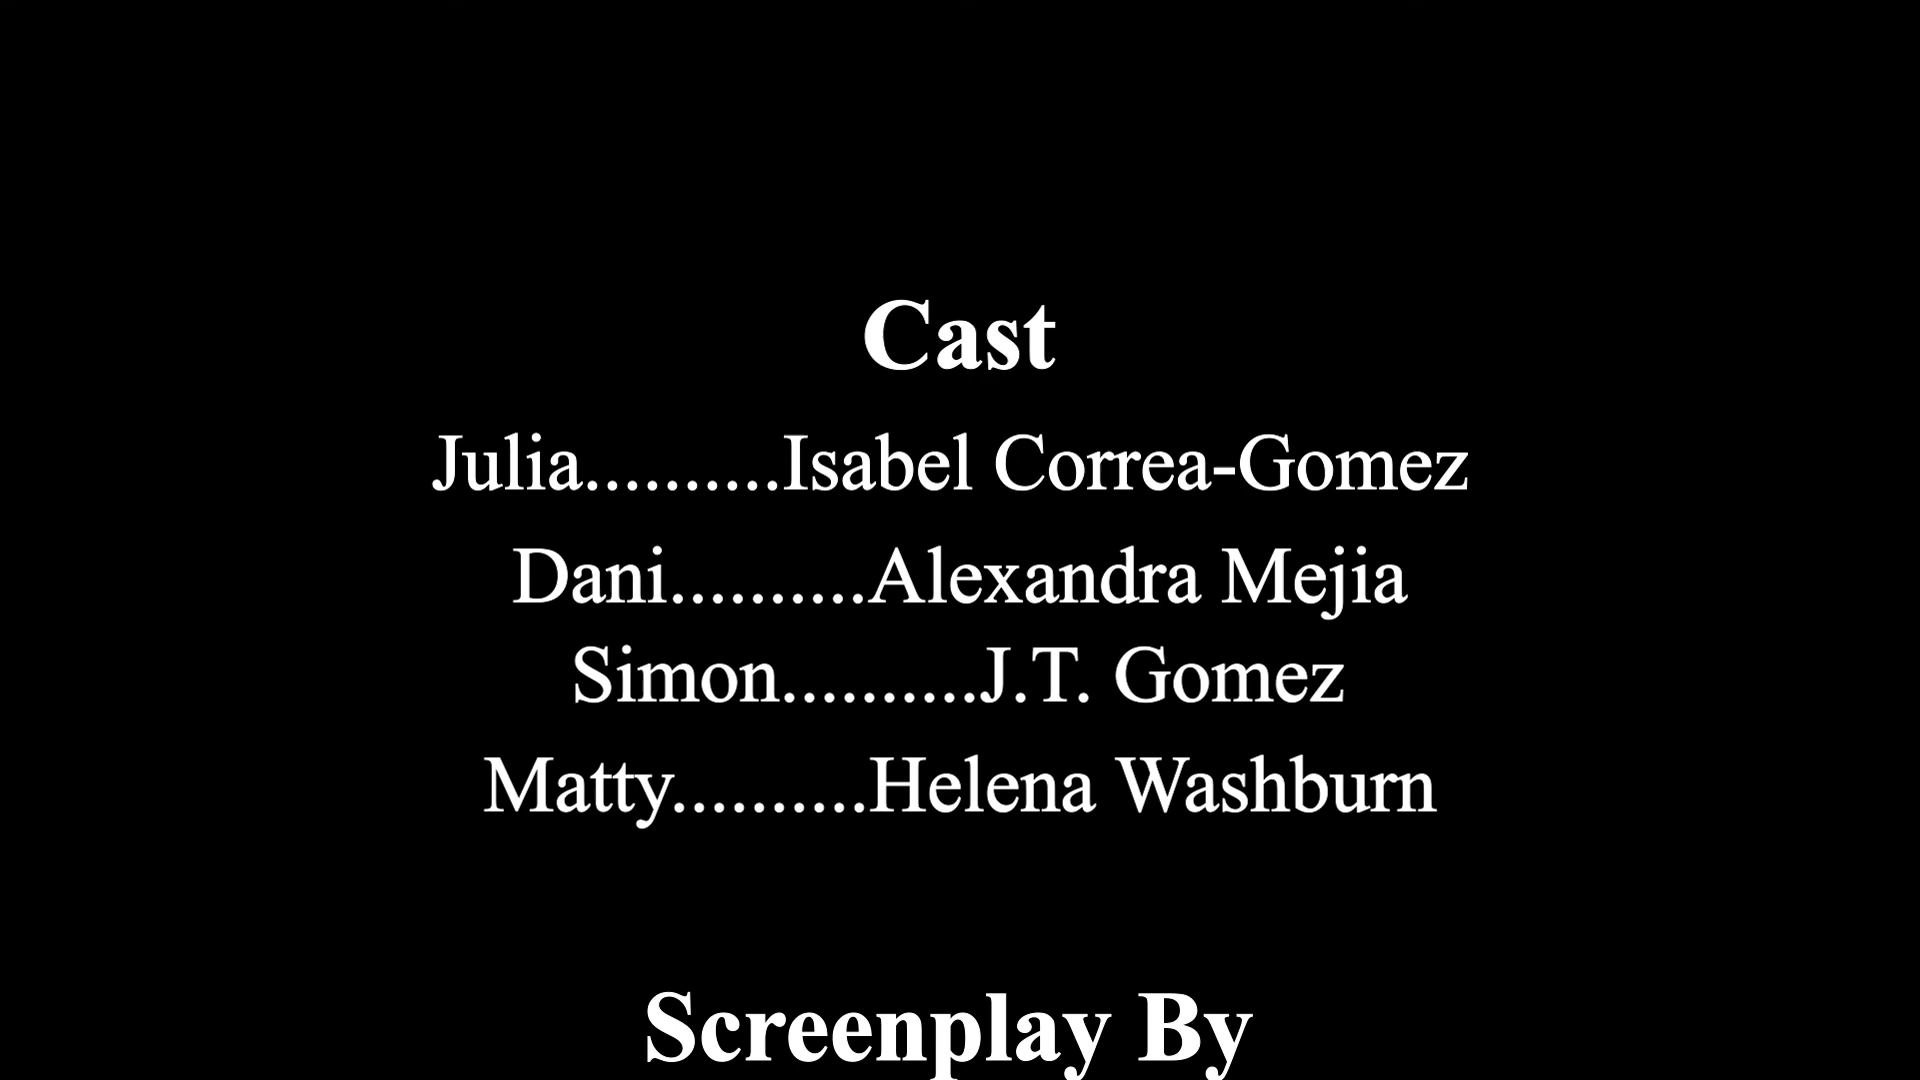 Cast
Julia..........Isabel Correa-Gomez
Dani..........Alexandra Mejia
Simon..........J.T. Gomez
Matty..........Helena Washburn
Screenplay By